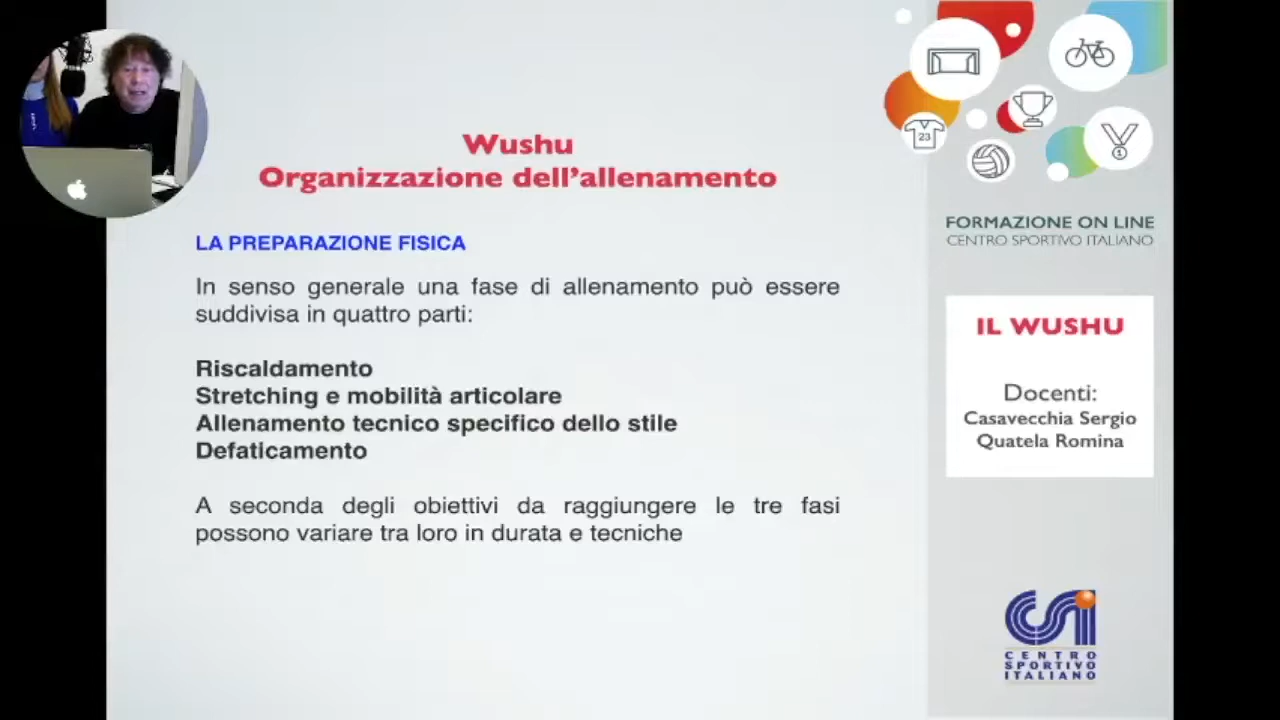 Wushu
Organizzazione dell'allenamento
LA PREPARAZIONE FISICA
In senso generale una fase di allenamento può essere
suddivisa in quattro parti:
Riscaldamento
Stretching e mobilità articolare
Allenamento tecnico specifico dello stile
Defaticamento
A seconda degli obiettivi da raggiungere le tre fasi
possono variare tra loro in durata e tecniche
23
1
FORMAZIONE ON LINE
CENTRO SPORTIVO ITALIANO
IL WUSHU
Docenti:
Casavecchia Sergio
Quatela Romina
CSi
CENTRO
SPORTIVO
ITALIANO